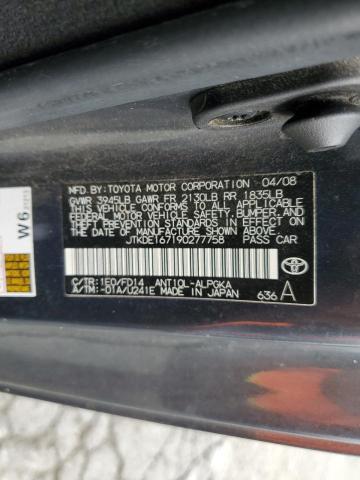 MFD. BY: TOYOTA MOTOR CORPORATION 04/08
GVWR 3945LB GAWR FR 2130LB RR 1835LB
THIS VEHICLE CONFORMS TO ALL APPLICABLE
FEDERAL MOTOR VEHICLE SAFETY, BUMPER, AND
THEFT PREVENTION STANDARDS IN EFFECT ON THE
DATE OF MANUFACTURE SHOWN ABOVE.
JTKDE167190277758 PASS CAR
C/TR:1E0/FD14 ANT10L-ALPGKA
A/TM:-01A/U241E MADE IN JAPAN 636 A
W6